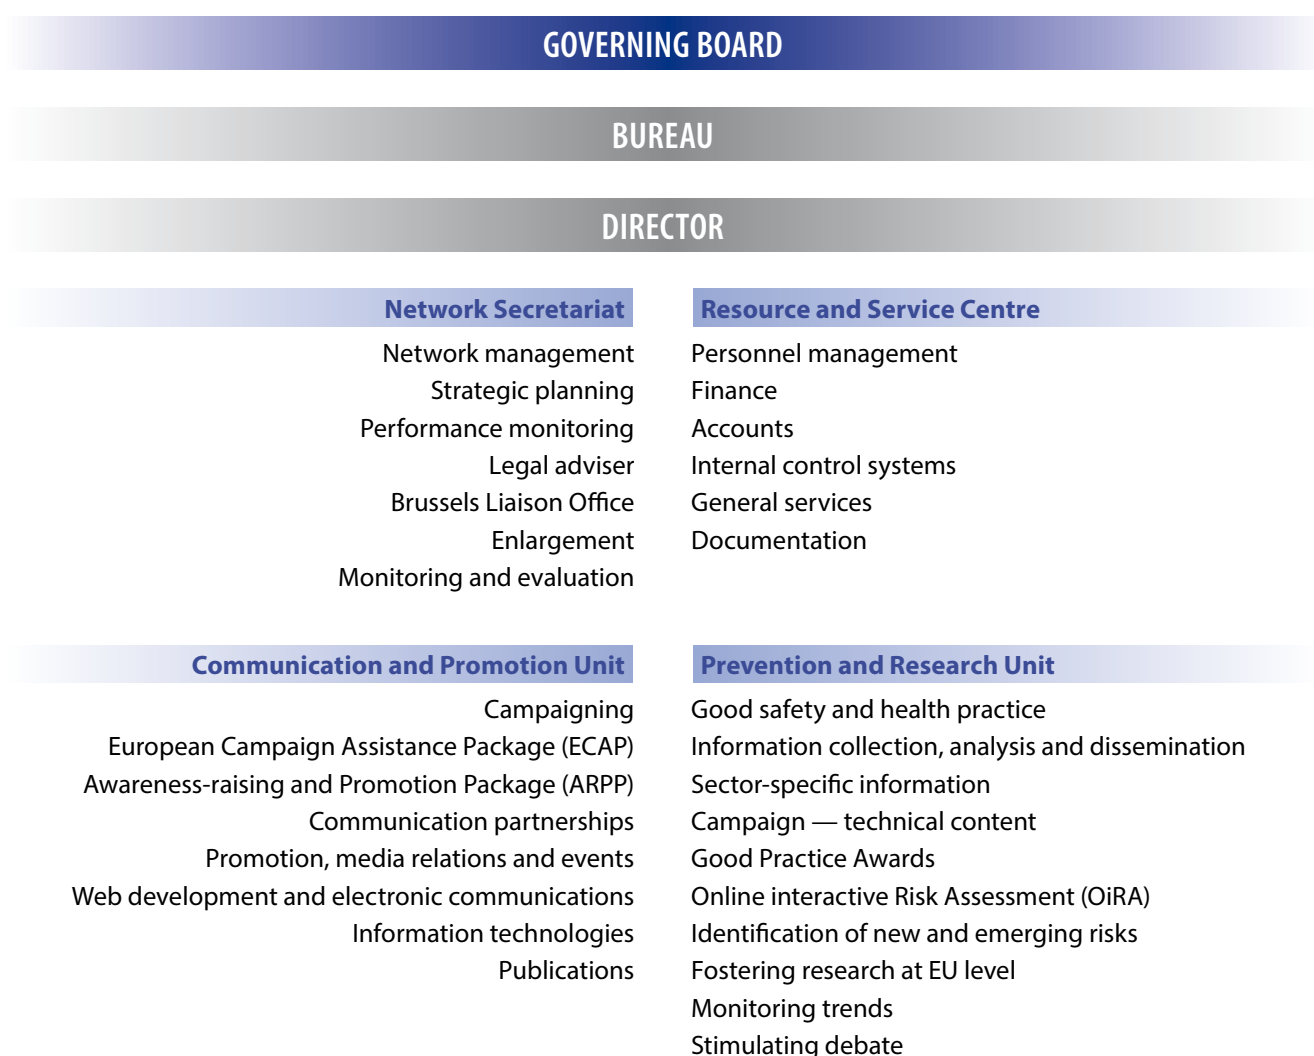 GOVERNING BOARD
BUREAU
DIRECTOR
Network Secretariat
Network management
Strategic planning
Performance monitoring
Legal adviser
Brussels Liaison Office
Enlargement
Monitoring and evaluation
Resource and Service Centre
Personnel management
Finance
Accounts
Internal control systems
General services
Documentation
Communication and Promotion Unit
Campaigning
European Campaign Assistance Package (ECAP)
Awareness-raising and Promotion Package (ARPP)
Communication partnerships
Promotion, media relations and events
Web development and electronic communications
Information technologies
Publications
Prevention and Research Unit
Good safety and health practice
Information collection, analysis and dissemination
Sector-specific information
Campaign — technical content
Good Practice Awards
Online interactive Risk Assessment (OiRA)
Identification of new and emerging risks
Fostering research at EU level
Monitoring trends
Stimulating debate